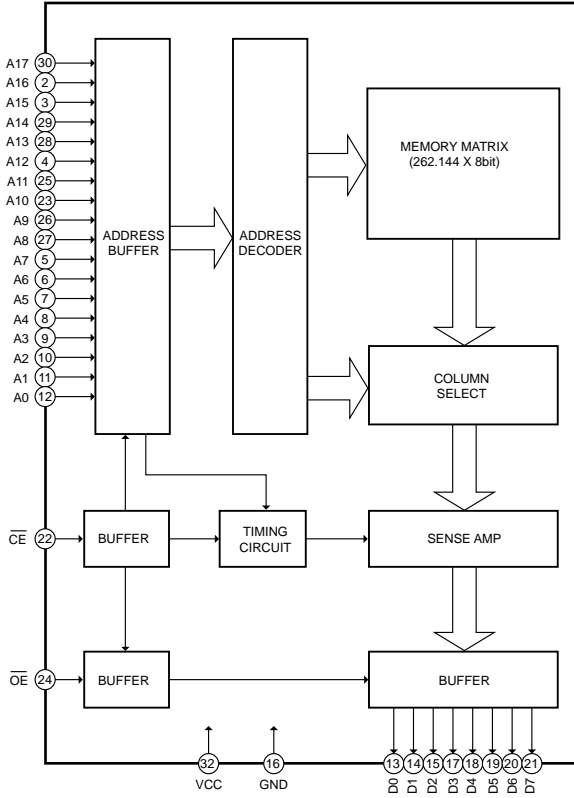 A17 30
A16 2
A15 3
A14 29
A13 28
A12 4
A11 25
A10 23
A9 26
A8 27
A7 5
A6 6
A5 7
A4 8
A3 9
A2 10
A1 11
A0 12
ADDRESS
BUFFER
ADDRESS
DECODER
MEMORY MATRIX
(262.144 X 8bit)
COLUMN
SELECT
CE 22
BUFFER
TIMING
CIRCUIT
SENSE AMP
OE 24
BUFFER
BUFFER
32
VCC
16
GND
13 14 15 17 18 19 20 21
D0 D1 D2 D3 D4 D5 D6 D7